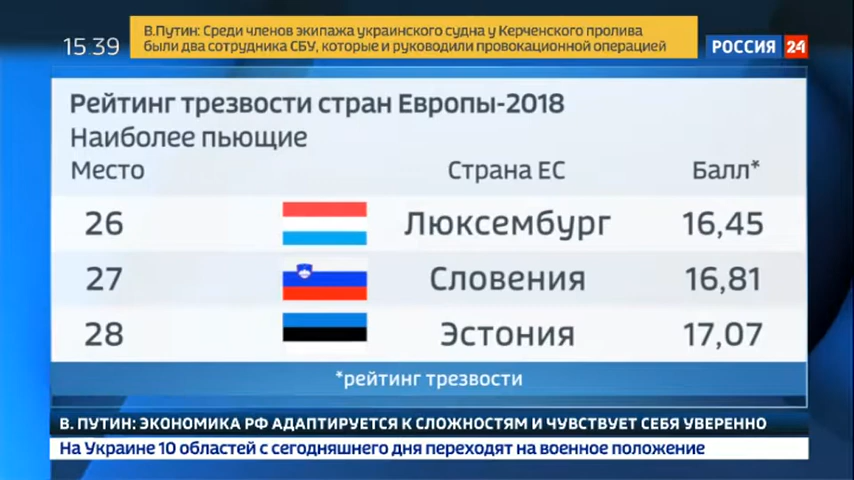 15.39
В.Путин: Среди членов экипажа украинского судна у Керченского пролива
были два сотрудника СБУ, которые и руководили провокационной операцией
РОССИЯ 24
Рейтинг трезвости стран Европы-2018
Наиболее пьющие
Место Страна ЕС Балл*
26 Люксембург 16,45
27 Словения 16,81
28 Эстония 17,07
*рейтинг трезвости
В. ПУТИН: ЭКОНОМИКА РФ АДАПТИРУЕТСЯ К СЛОЖНОСТЯМ И ЧУВСТВУЕТ СЕБЯ УВЕРЕННО
На Украине 10 областей с сегодняшнего дня переходят на военное положение